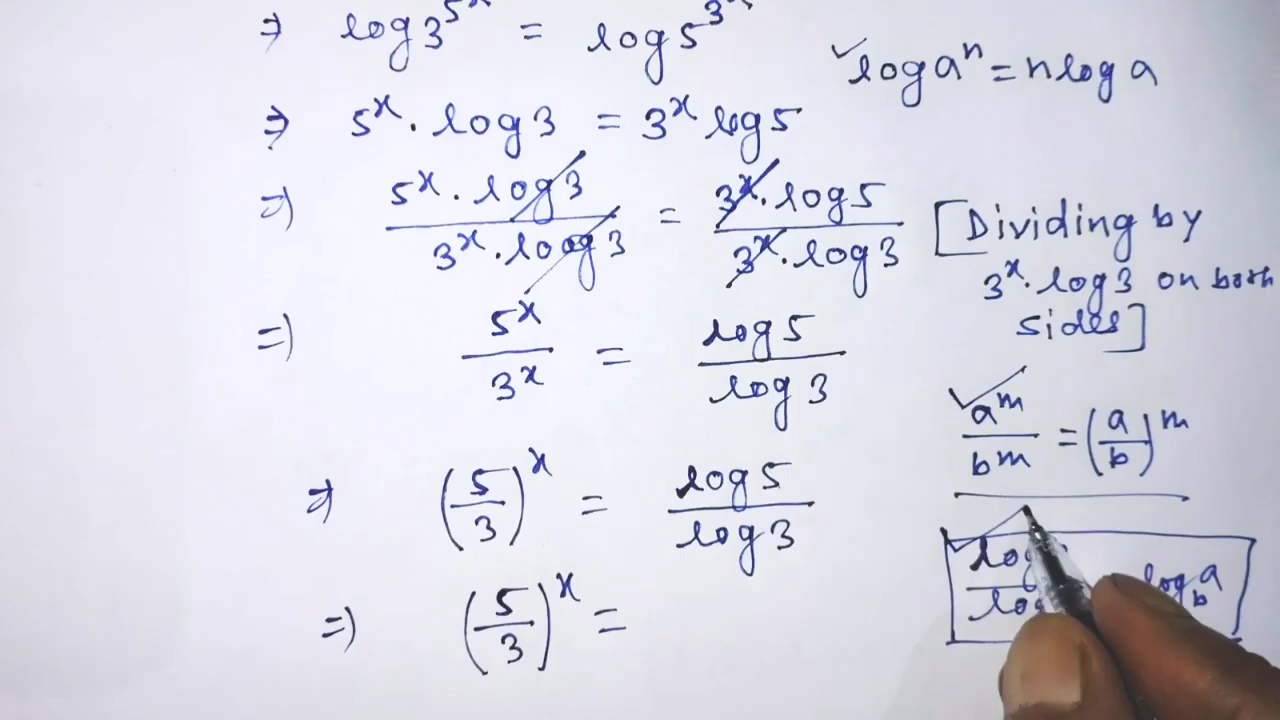 ⇒ log 3^5^x = log 5^3^x
✓ log a^n = n log a
⇒ 5^x . log 3 = 3^x log 5
⇒ 5^x . log 3 / 3^x . log 3 = 3^x . log 5 / 3^x . log 3
[Dividing by
3^x . log 3 on both
sides]
⇒ 5^x / 3^x = log 5 / log 3
a^m / b^m = (a/b)^m
⇒ (5/3)^x = log 5 / log 3
log_b a
⇒ (5/3)^x =